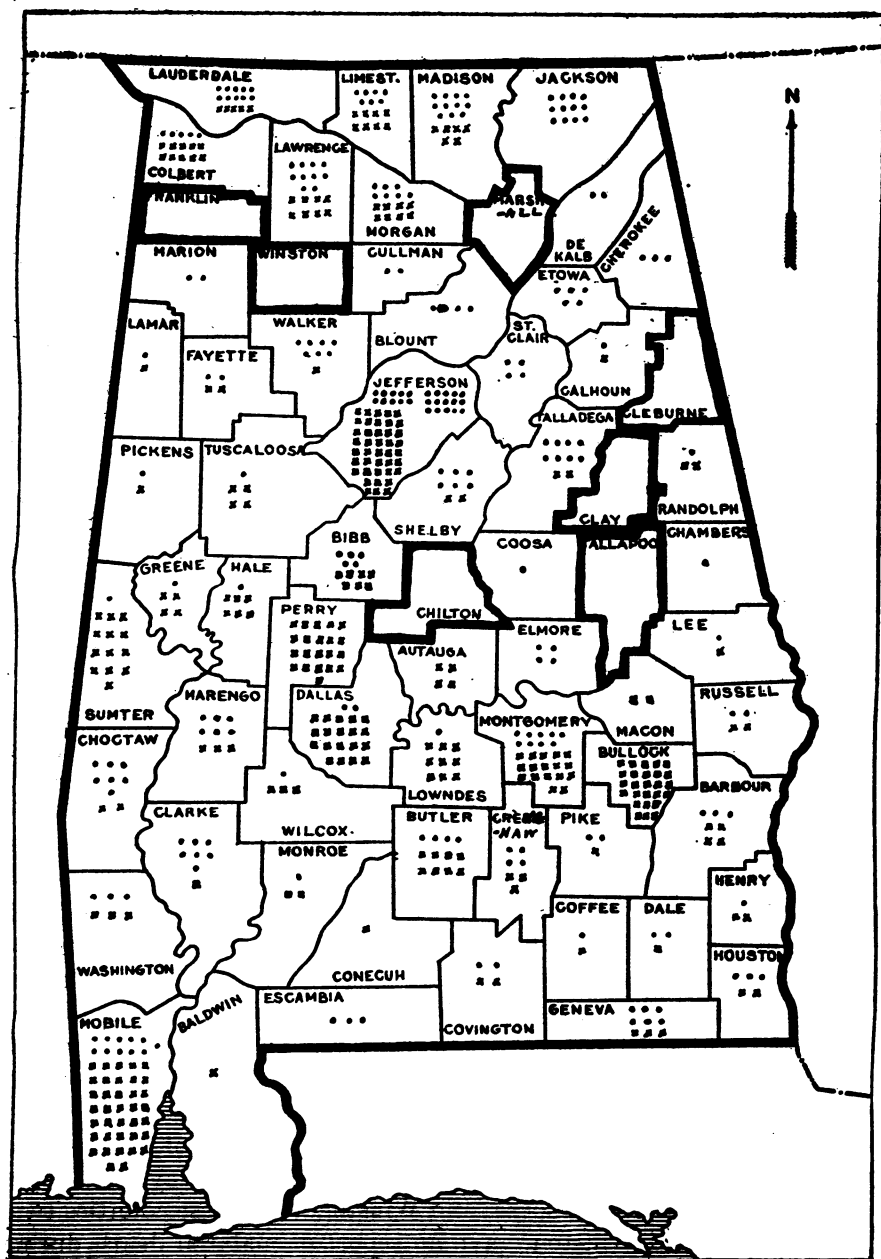 LAUDERDALE
LIMEST.
MADISON
JACKSON
N
LAWRENCE
COLBERT
FRANKLIN
MORGAN
MARSH
-ALL
DE
KALB
CHEROKEE
MARION
WINSTON
CULLMAN
ETOWA
LAMAR
FAYETTE
WALKER
BLOUNT
ST.
CLAIR
CALHOUN
CLEBURNE
JEFFERSON
TALLADEGA
PICKENS
TUSCALOOSA
SHELBY
CLAY
RANDOLPH
BIBB
COOSA
TALLAPOO
CHAMBERS
GREENE
HALE
PERRY
CHILTON
ELMORE
LEE
AUTAUGA
SUMTER
MARENGO
DALLAS
MONTGOMERY
MACON
RUSSELL
CHOCTAW
LOWNDES
BULLOCK
BARBOUR
CLARKE
WILCOX
BUTLER
CREN
-HAW
PIKE
MONROE
HENRY
COFFEE
DALE
WASHINGTON
CONECUH
HOUSTON
MOBILE
BALDWIN
ESCAMBIA
COVINGTON
GENEVA